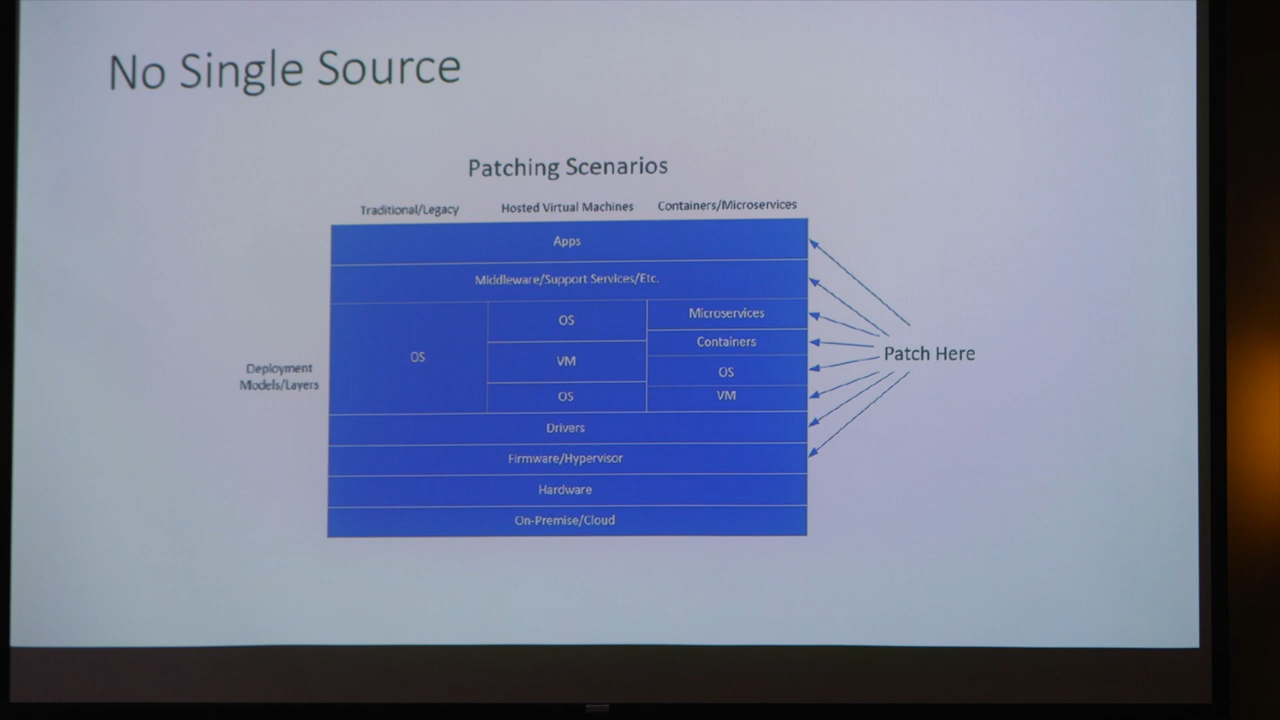 No Single Source
Patching Scenarios
Traditional/Legacy
Hosted Virtual Machines
Containers/Microservices
Apps
Middleware/Support Services/Etc.
OS
OS
VM
OS
Microservices
Containers
OS
VM
Deployment
Models/Layers
Patch Here
Drivers
Firmware/Hypervisor
Hardware
On-Premise/Cloud